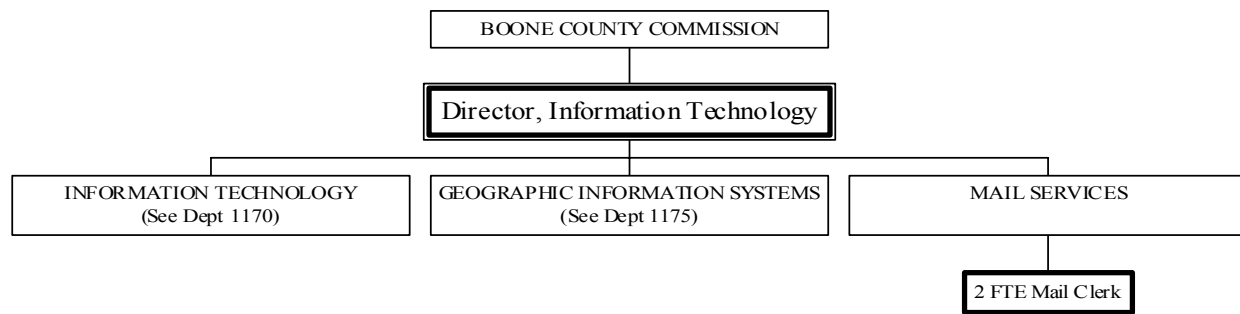 BOONE COUNTY COMMISSION
Director, Information Technology
INFORMATION TECHNOLOGY
(See Dept 1170)
GEOGRAPHIC INFORMATION SYSTEMS
(See Dept 1175)
MAIL SERVICES
2 FTE Mail Clerk